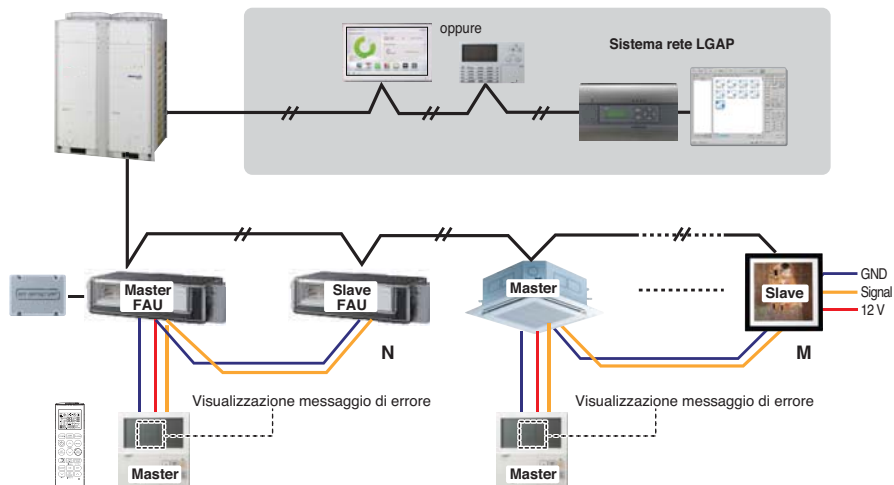 oppure
Sistema rete LGAP
Master
FAU
Slave
FAU
Master
Slave
GND
Signal
12 V
N
M
Visualizzazione messaggio di errore
Visualizzazione messaggio di errore
Master
Master